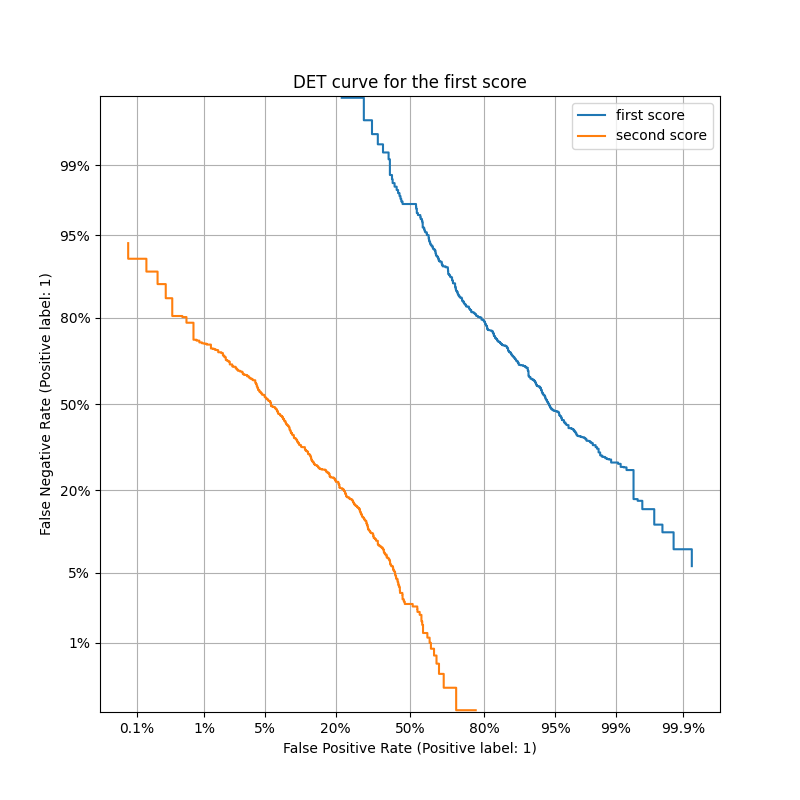 DET curve for the first score
first score
second score
99%
95%
80%
50%
20%
5%
1%
False Negative Rate (Positive label: 1)
0.1% 1% 5% 20% 50% 80% 95% 99% 99.9%
False Positive Rate (Positive label: 1)